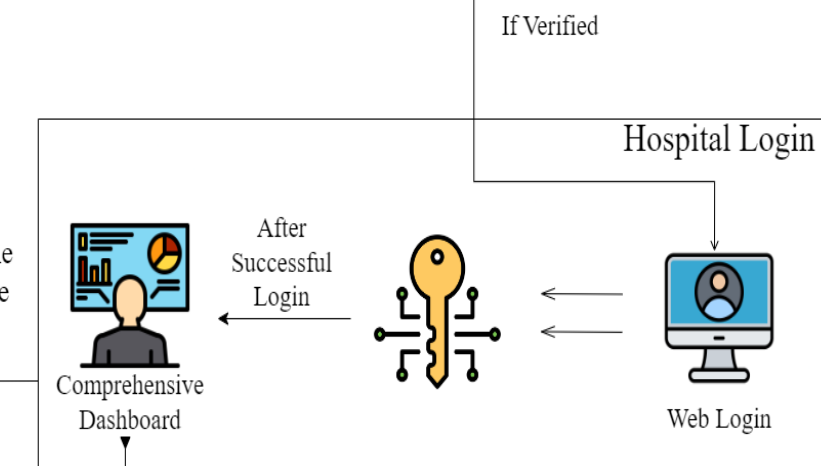 If Verified
Hospital Login
After
Successful
Login
Comprehensive
Dashboard
Web Login